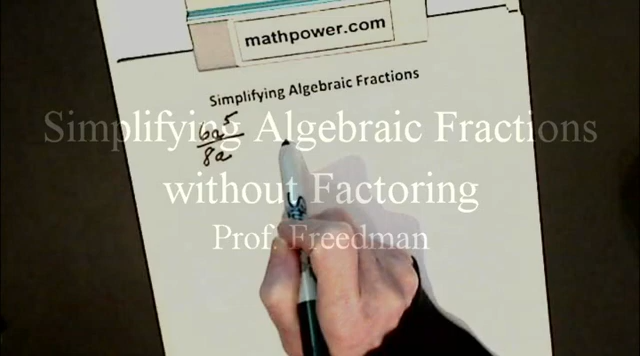 mathpower.com
Simplifying Algebraic Fractions
6a⁵
8a
Simplifying Algebraic Fractions
without Factoring
Prof. Freedman